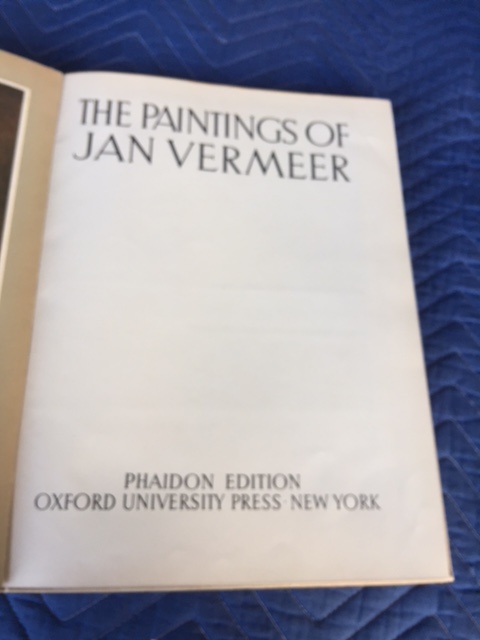 THE PAINTINGS OF
JAN VERMEER
PHAIDON EDITION
OXFORD UNIVERSITY PRESS · NEW YORK